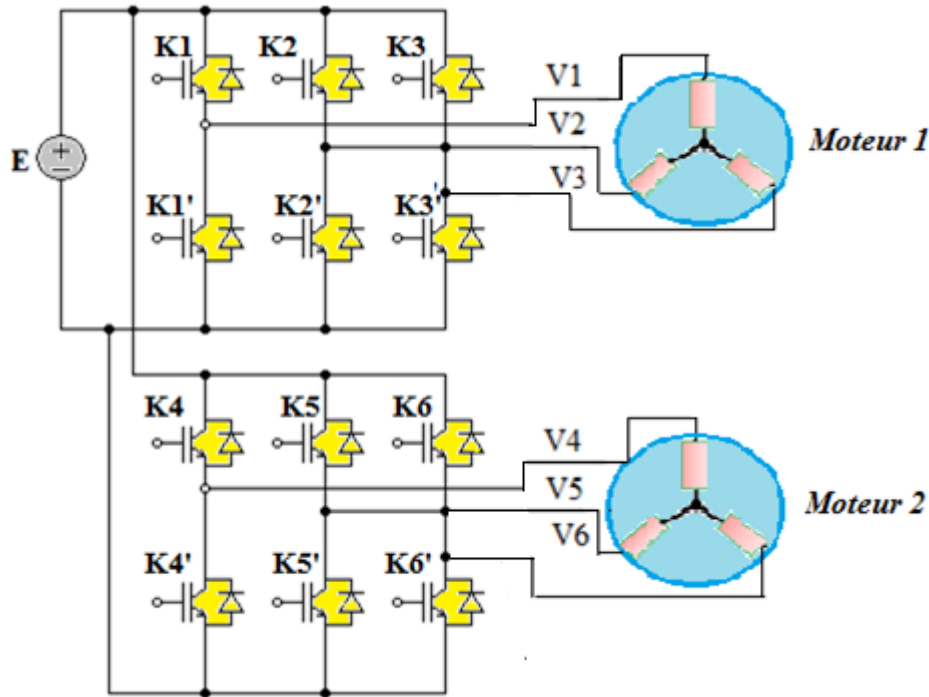 K1 K2 K3
V1
V2
V3
Moteur 1
E
K1' K2' K3'
K4 K5 K6
V4
V5
V6
Moteur 2
K4' K5' K6'